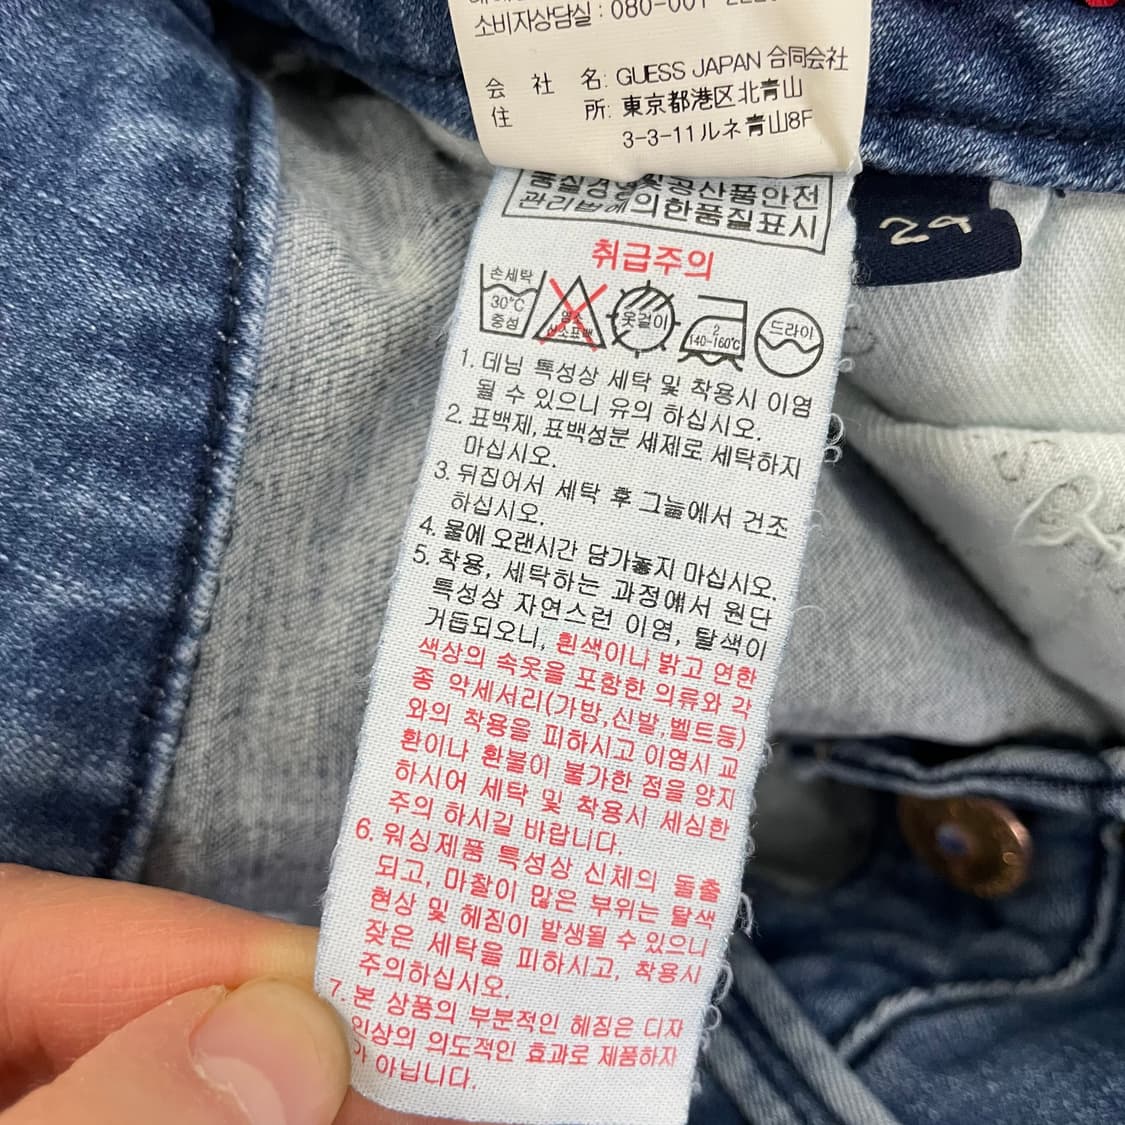 소비자상담실 : 080-001
会 社 名: GUESS JAPAN 合同会社
住 所: 東京都港区北青山
3-3-11ルネ青山8F
29
품질경영및공산품안전
관리법에의한품질표시
취급주의
손세탁
30°C
중성
염소
산소표백
옷걸이
2
140~160°C
드라이
1. 데님 특성상 세탁 및 착용시 이염
될 수 있으니 유의 하십시오.
2. 표백제, 표백성분 세제로 세탁하지
마십시오.
3. 뒤집어서 세탁 후 그늘에서 건조
하십시오.
4. 물에 오랜시간 담가놓지 마십시오.
5. 착용, 세탁하는 과정에서 원단
특성상 자연스런 이염, 탈색이
거듭되오니, 흰색이나 밝고 연한
색상의 속옷을 포함한 의류와 각
종 악세서리(가방,신발,벨트등)
와의 착용을 피하시고 이염시 교
환이나 환불이 불가한 점을 양지
하시어 세탁 및 착용시 세심한
주의 하시길 바랍니다.
6. 워싱제품 특성상 신체의 돌출
되고, 마찰이 많은 부위는 탈색
현상 및 헤짐이 발생될 수 있으니
잦은 세탁을 피하시고, 착용시
주의하십시오.
7. 본 상품의 부분적인 헤짐은 디자
인상의 의도적인 효과로 제품하자
가 아닙니다.